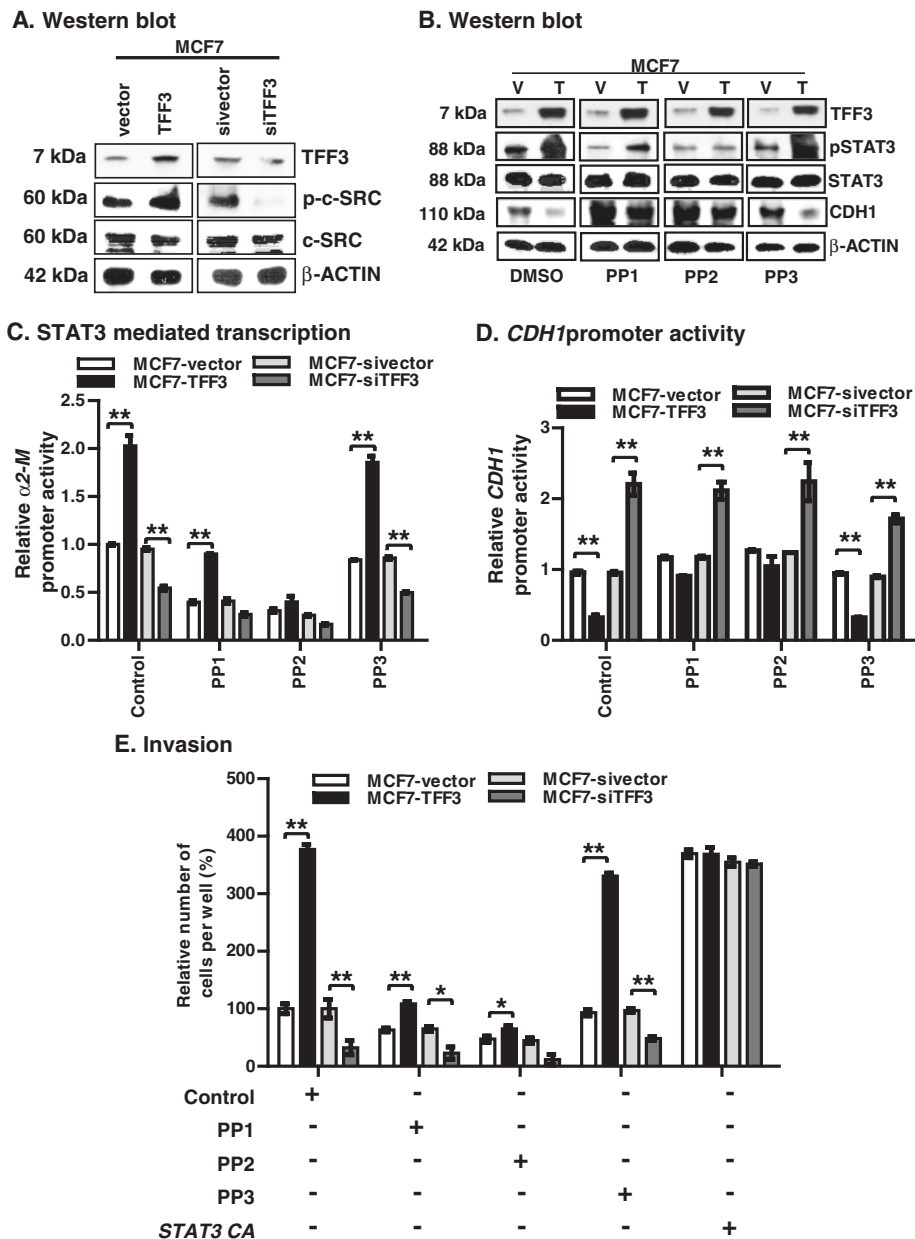 A. Western blot
MCF7
vector
TFF3
sivector
siTFF3
7 kDa
TFF3
60 kDa
p-c-SRC
60 kDa
c-SRC
42 kDa
β-ACTIN
B. Western blot
MCF7
V T V T V T V T
7 kDa
TFF3
88 kDa
pSTAT3
88 kDa
STAT3
110 kDa
CDH1
42 kDa
β-ACTIN
DMSO PP1 PP2 PP3
C. STAT3 mediated transcription
MCF7-vector
MCF7-sivector
MCF7-TFF3
MCF7-siTFF3
Relative α2-M
promoter activity
2.5
2.0
1.5
1.0
0.5
0.0
**
**
**
**
**
Control
PP1
PP2
PP3
D. CDH1promoter activity
MCF7-vector
MCF7-sivector
MCF7-TFF3
MCF7-siTFF3
Relative CDH1
promoter activity
3
2
1
0
**
**
**
**
**
**
Control
PP1
PP2
PP3
E. Invasion
MCF7-vector
MCF7-sivector
MCF7-TFF3
MCF7-siTFF3
Relative number of
cells per well (%)
500
400
300
200
100
0
**
**
**
*
*
**
**
Control + - - - -
PP1 - + - - -
PP2 - - + - -
PP3 - - - + -
STAT3 CA - - - - +